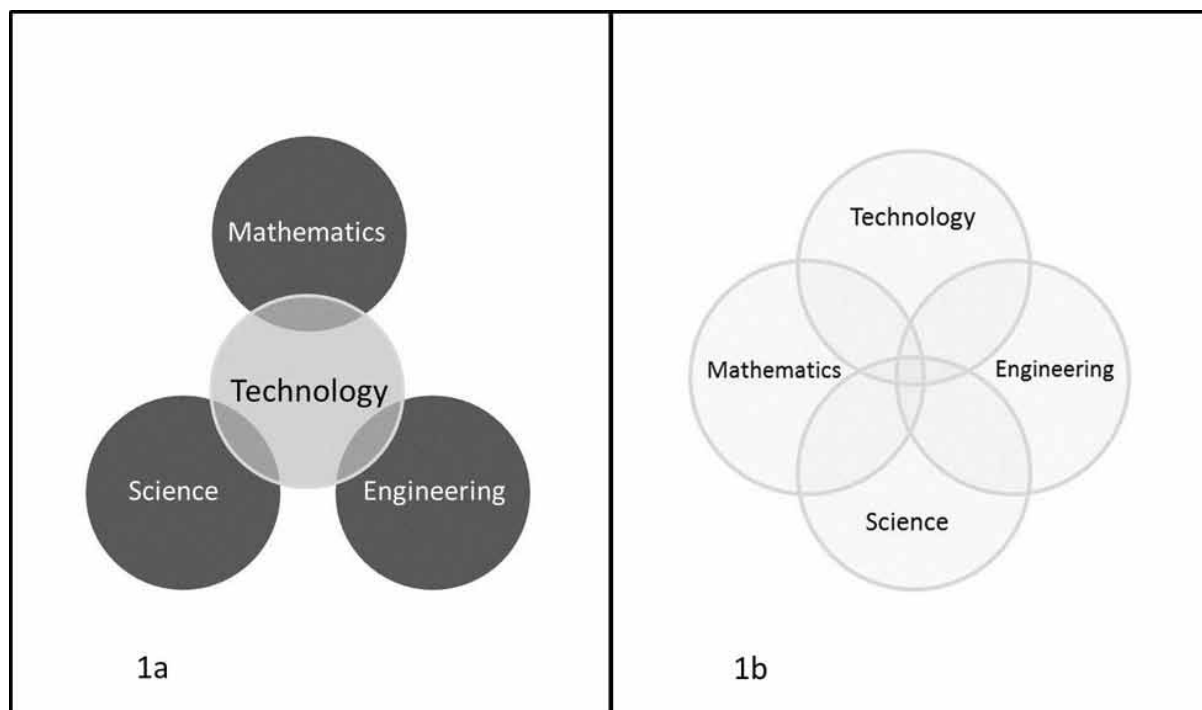 Mathematics
Technology
Science
Engineering
1a
Technology
Mathematics
Engineering
Science
1b